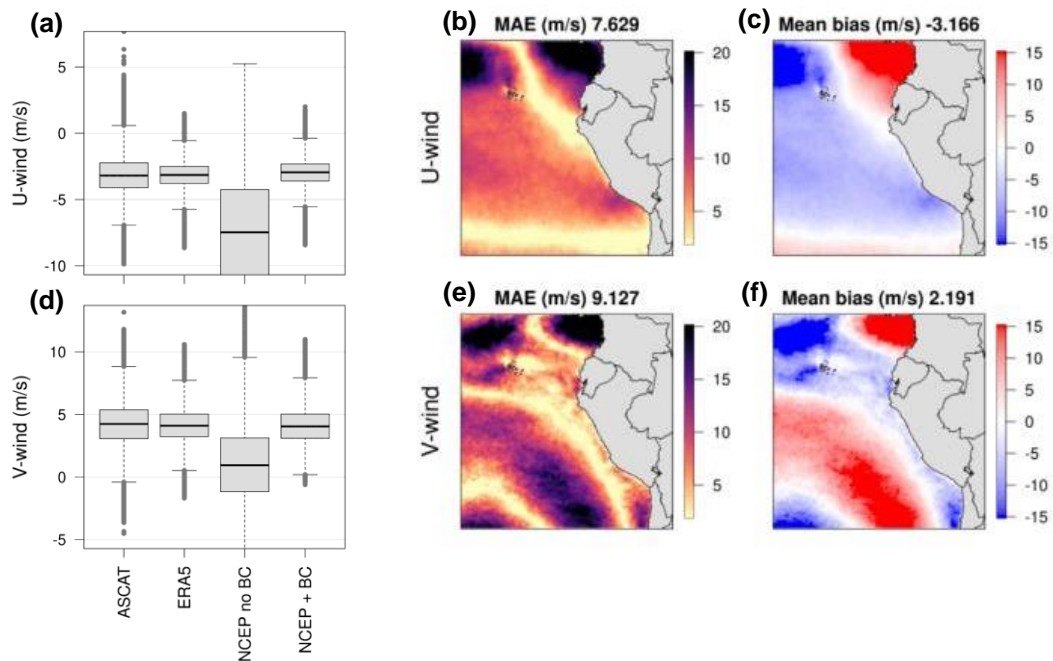 (a)
U-wind (m/s)
5
0
-5
-10
(b)
MAE (m/s) 7.629
U-wind
20
15
10
5
(c)
Mean bias (m/s) -3.166
15
10
5
0
-5
-10
-15
(d)
V-wind (m/s)
10
5
0
-5
ASCAT
ERA5
NCEP no BC
NCEP + BC
(e)
MAE (m/s) 9.127
V-wind
20
15
10
5
(f)
Mean bias (m/s) 2.191
15
10
5
0
-5
-10
-15